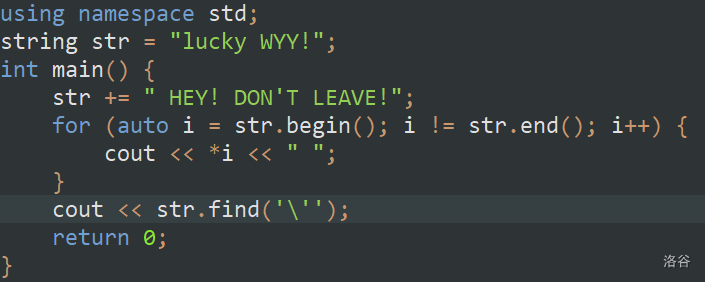 using namespace std;
string str = "lucky WYY!";
int main() {
    str += " HEY! DON'T LEAVE!";
    for (auto i = str.begin(); i != str.end(); i++) {
        cout << *i << " ";
    }
    cout << str.find('\'');
    return 0;
}
洛谷